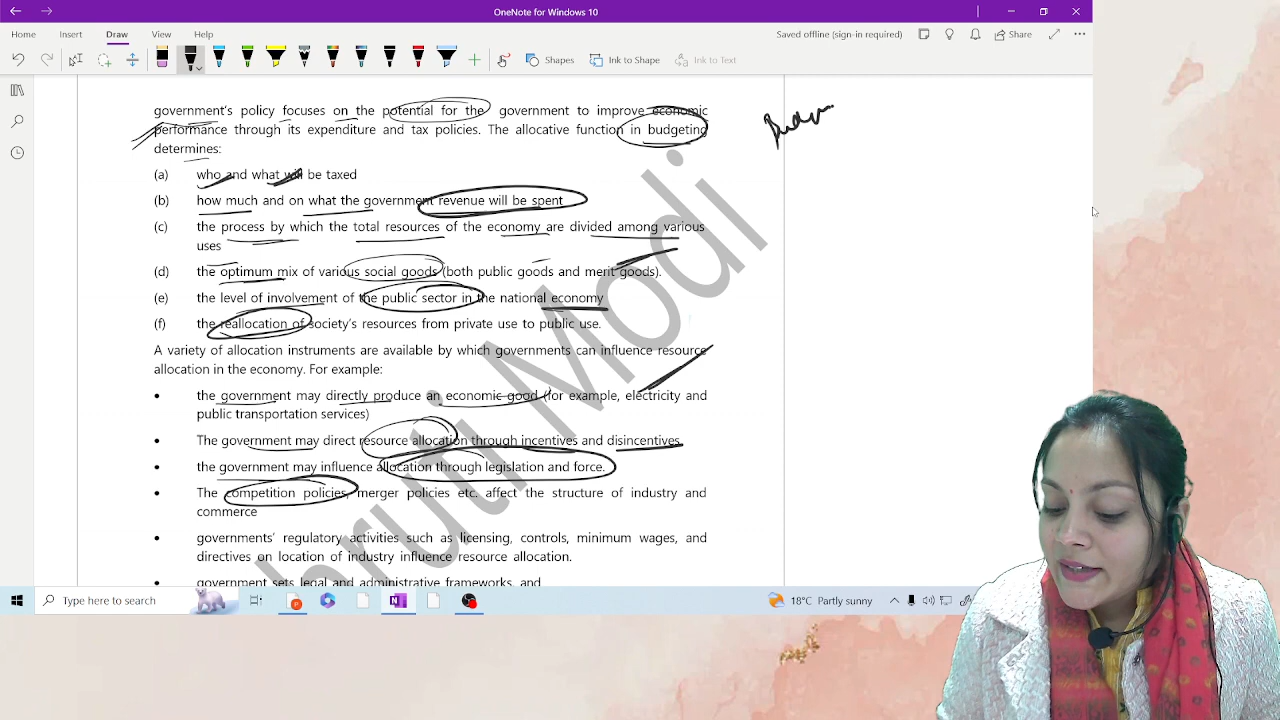 OneNote for Windows 10
Home Insert Draw View Help Saved offline (sign-in required) Share
Shapes Ink to Shape Ink to Text
government's policy focuses on the potential for the government to improve economic
performance through its expenditure and tax policies. The allocative function in budgeting
determines:
(a) who and what will be taxed
(b) how much and on what the government revenue will be spent
(c) the process by which the total resources of the economy are divided among various
uses
(d) the optimum mix of various social goods (both public goods and merit goods).
(e) the level of involvement of the public sector in the national economy
(f) the reallocation of society's resources from private use to public use.
A variety of allocation instruments are available by which governments can influence resource
allocation in the economy. For example:
• the government may directly produce an economic good (for example, electricity and
public transportation services)
• The government may direct resource allocation through incentives and disincentives.
• the government may influence allocation through legislation and force.
• The competition policies, merger policies etc. affect the structure of industry and
commerce
• governments' regulatory activities such as licensing, controls, minimum wages, and
directives on location of industry influence resource allocation.
• government sets legal and administrative frameworks, and
Modi
Type here to search
18°C Partly sunny